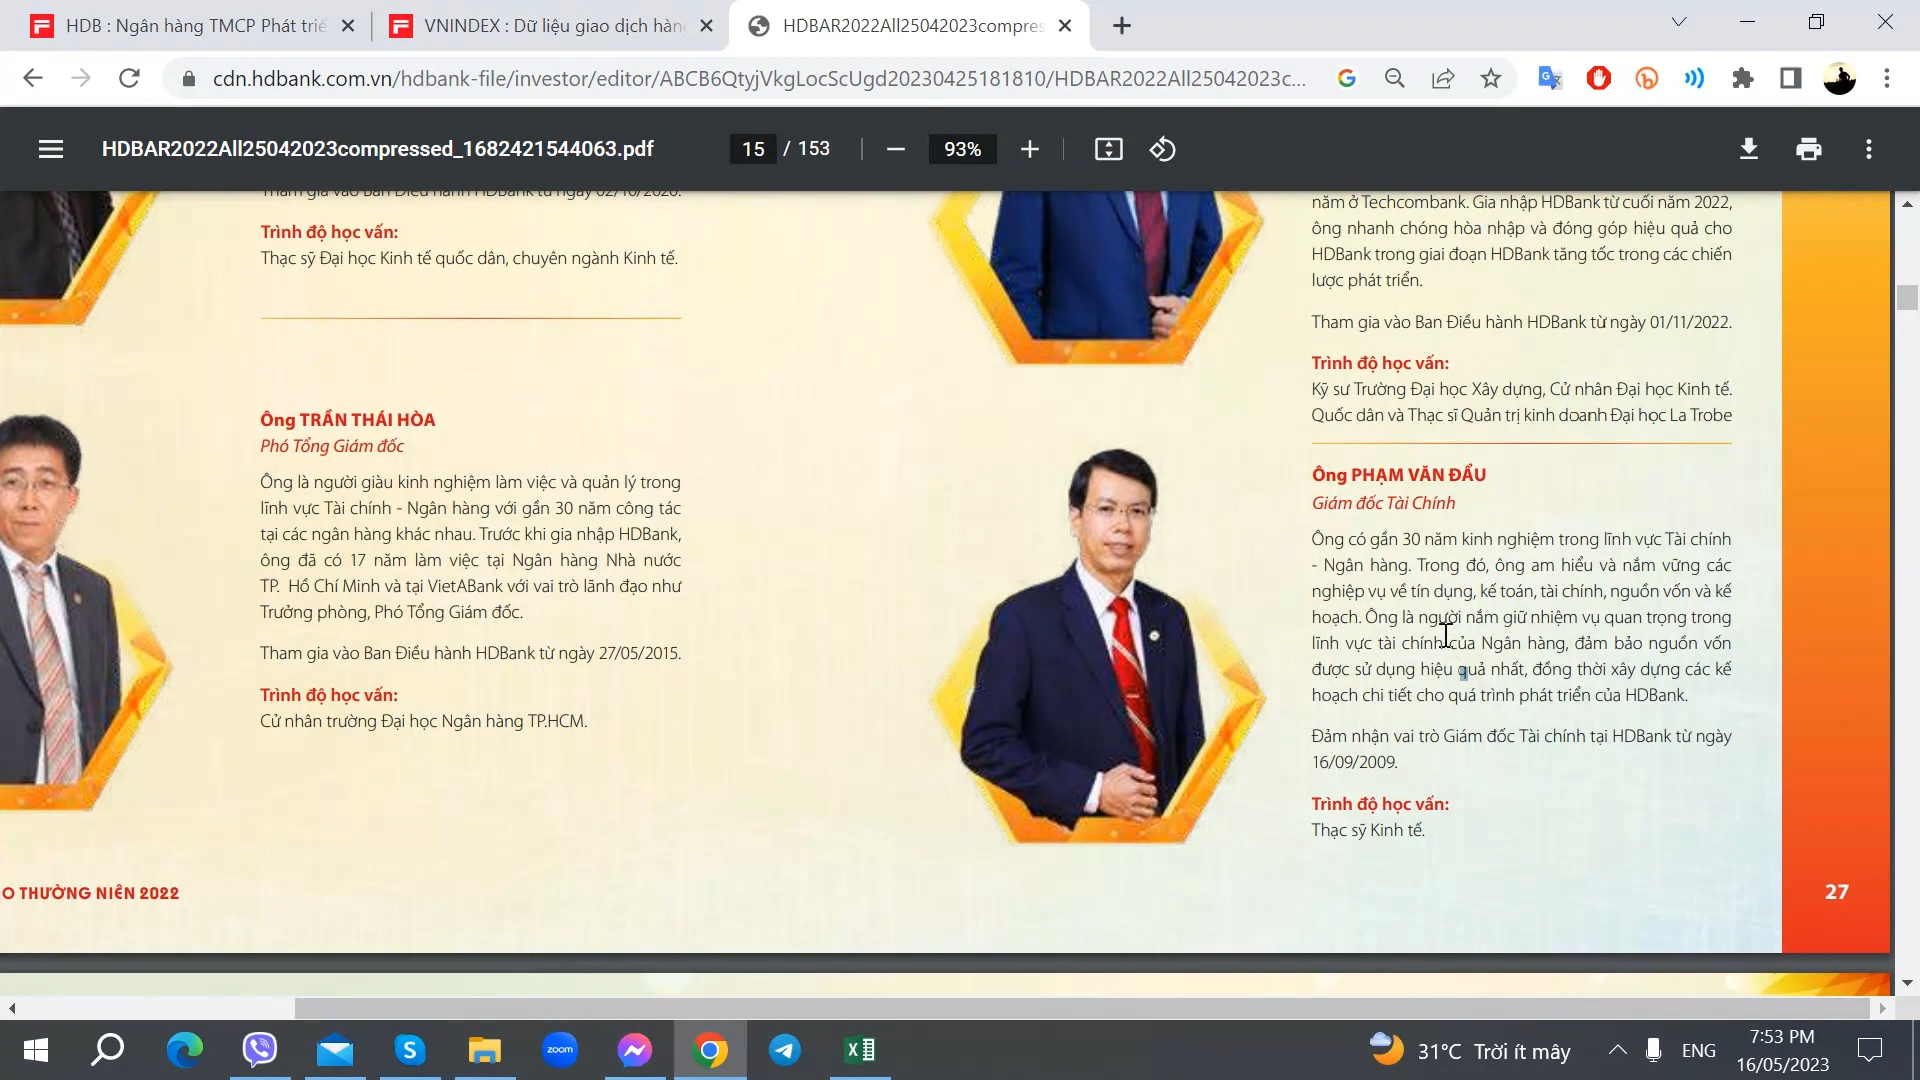 HDB : Ngân hàng TMCP Phát triể
VNINDEX : Dữ liệu giao dịch hàng
HDBAR2022All25042023compres
cdn.hdbank.com.vn/hdbank-file/investor/editor/ABCB6QtyjVkgLocScUgd20230425181810/HDBAR2022All25042023c...
HDBAR2022All25042023compressed_1682421544063.pdf
15 / 153
93%
Tham gia vào Ban Điều hành HDBank từ ngày 02/10/2020.
Trình độ học vấn:
Thạc sỹ Đại học Kinh tế quốc dân, chuyên ngành Kinh tế.
Ông TRẦN THÁI HÒA
Phó Tổng Giám đốc
Ông là người giàu kinh nghiệm làm việc và quản lý trong
lĩnh vực Tài chính - Ngân hàng với gần 30 năm công tác
tại các ngân hàng khác nhau. Trước khi gia nhập HDBank,
ông đã có 17 năm làm việc tại Ngân hàng Nhà nước
TP. Hồ Chí Minh và tại VietABank với vai trò lãnh đạo như
Trưởng phòng, Phó Tổng Giám đốc.
Tham gia vào Ban Điều hành HDBank từ ngày 27/05/2015.
Trình độ học vấn:
Cử nhân trường Đại học Ngân hàng TP.HCM.
O THƯỜNG NIÊN 2022
năm ở Techcombank. Gia nhập HDBank từ cuối năm 2022,
ông nhanh chóng hòa nhập và đóng góp hiệu quả cho
HDBank trong giai đoạn HDBank tăng tốc trong các chiến
lược phát triển.
Tham gia vào Ban Điều hành HDBank từ ngày 01/11/2022.
Trình độ học vấn:
Kỹ sư Trường Đại học Xây dựng, Cử nhân Đại học Kinh tế.
Quốc dân và Thạc sĩ Quản trị kinh doanh Đại học La Trobe
Ông PHẠM VĂN ĐẨU
Giám đốc Tài Chính
Ông có gần 30 năm kinh nghiệm trong lĩnh vực Tài chính
- Ngân hàng. Trong đó, ông am hiểu và nắm vững các
nghiệp vụ về tín dụng, kế toán, tài chính, nguồn vốn và kế
hoạch. Ông là người nắm giữ nhiệm vụ quan trọng trong
lĩnh vực tài chính của Ngân hàng, đảm bảo nguồn vốn
được sử dụng hiệu quả nhất, đồng thời xây dựng các kế
hoạch chi tiết cho quá trình phát triển của HDBank.
Đảm nhận vai trò Giám đốc Tài chính tại HDBank từ ngày
16/09/2009.
Trình độ học vấn:
Thạc sỹ Kinh tế.
27
zoom
31°C Trời ít mây
ENG
7:53 PM
16/05/2023